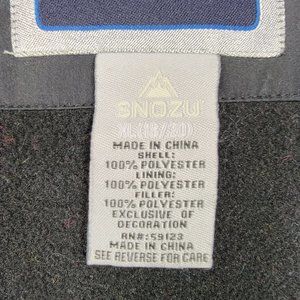 SNOZU
XL(18/20)
MADE IN CHINA
SHELL:
100% POLYESTER
LINING:
100% POLYESTER
FILLER:
100% POLYESTER
EXCLUSIVE OF
DECORATION
RN#:59123
MADE IN CHINA
SEE REVERSE FOR CARE